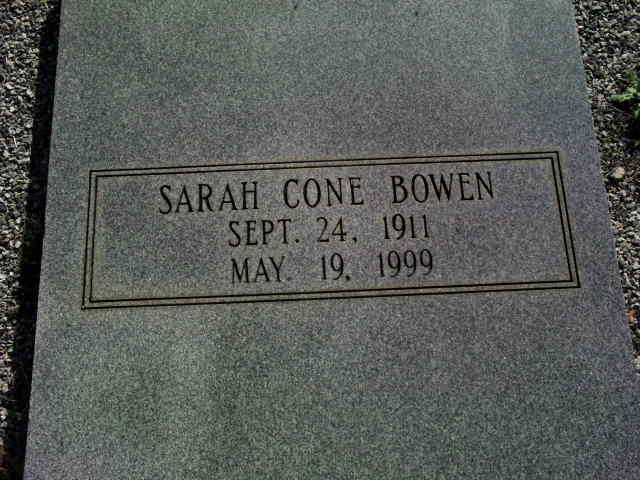 SARAH CONE BOWEN
SEPT. 24, 1911
MAY 19, 1999